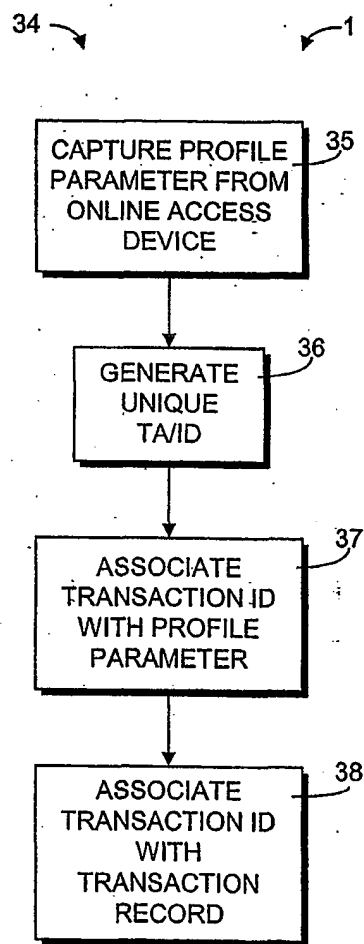 34
1
35
CAPTURE PROFILE
PARAMETER FROM
ONLINE ACCESS
DEVICE
36
GENERATE
UNIQUE
TA/ID
37
ASSOCIATE
TRANSACTION ID
WITH PROFILE
PARAMETER
38
ASSOCIATE
TRANSACTION ID
WITH
TRANSACTION
RECORD